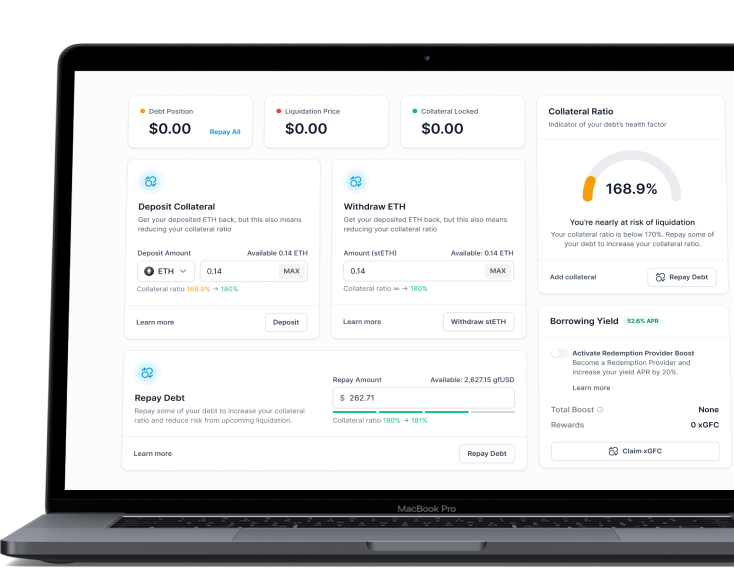 Debt Position
$0.00
Repay All
Liquidation Price
$0.00
Collateral Locked
$0.00
Deposit Collateral
Get your deposited ETH back, but this also means
reducing your collateral ratio
Deposit Amount
Available 0.14 ETH
ETH
0.14
MAX
Collateral ratio 168.9% → 180%
Learn more
Deposit
Withdraw ETH
Get your deposited ETH back, but this also means
reducing your collateral ratio
Amount (stETH)
Available: 0.14 ETH
0.14
MAX
Collateral ratio ∞ → 180%
Learn more
Withdraw stETH
Repay Debt
Repay some of your debt to increase your collateral
ratio and reduce risk from upcoming liquidation.
Repay Amount
Available: 2,627.15 gfUSD
$ 262.71
Collateral ratio 180% → 181%
Learn more
Repay Debt
Collateral Ratio
Indicator of your debt's health factor
168.9%
You're nearly at risk of liquidation
Your collateral ratio is below 170%. Repay some of
your debt to increase your collateral ratio.
Add collateral
Repay Debt
Borrowing Yield
52.6% APR
Activate Redemption Provider Boost
Become a Redemption Provider and
increase your yield APR by 20%.
Learn more
Total Boost
None
Rewards
0 xGFC
Claim xGFC
MacBook Pro